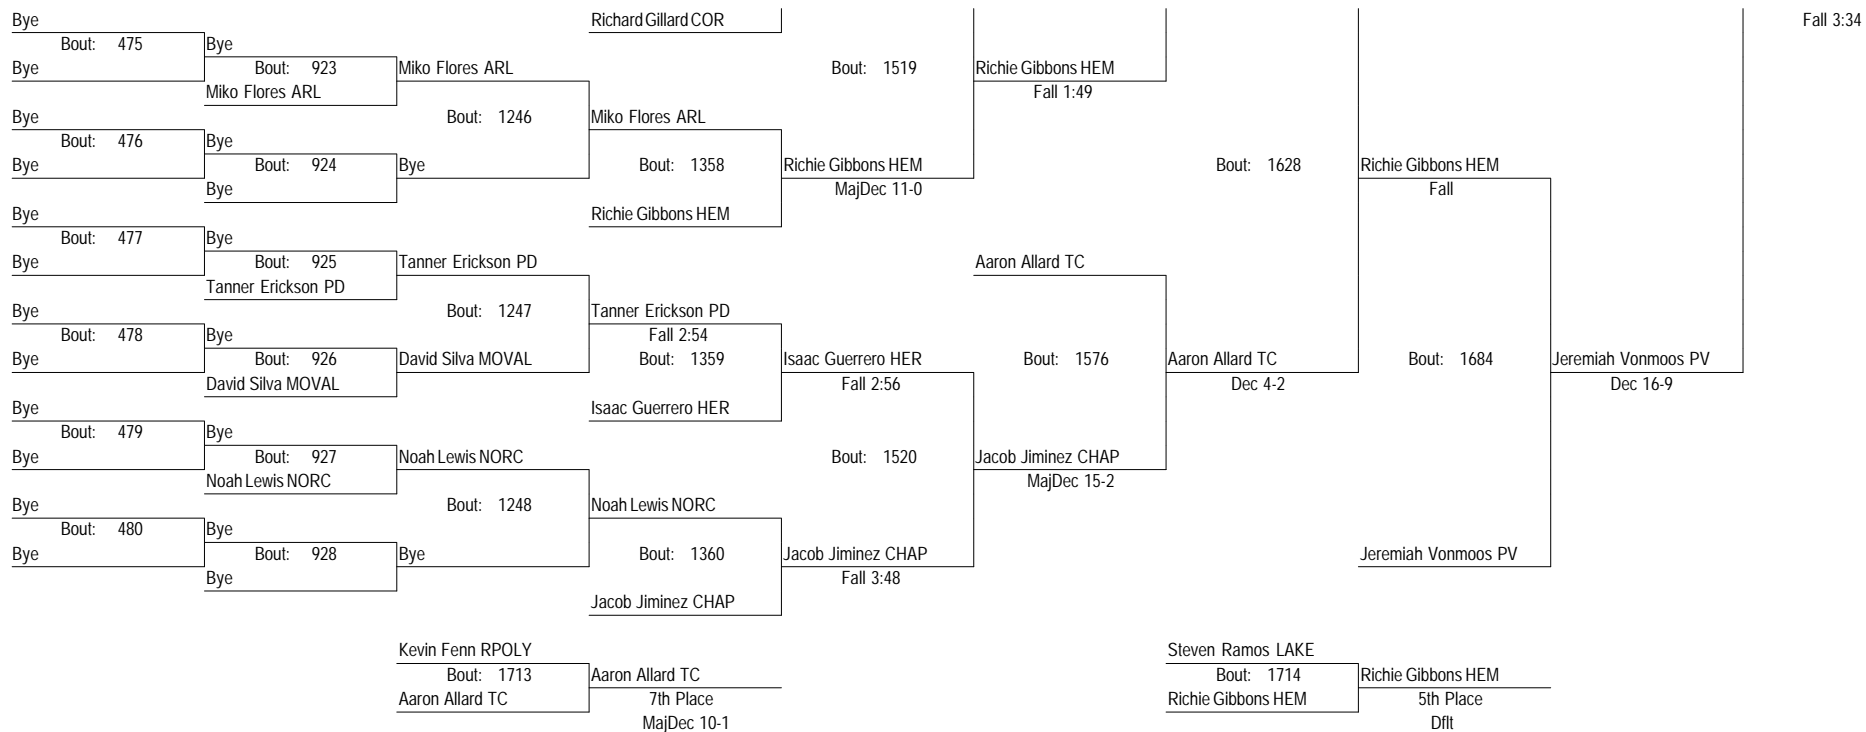 Bye Richard Gillard COR Fall 3:34
Bout: 475 Bye
Bye Bout: 923 Miko Flores ARL Bout: 1519 Richie Gibbons HEM
Miko Flores ARL Fall 1:49
Bye Bout: 1246 Miko Flores ARL
Bout: 476 Bye
Bye Bout: 924 Bye Bout: 1358 Richie Gibbons HEM Bout: 1628 Richie Gibbons HEM
Bye MajDec 11-0 Fall
Bye Richie Gibbons HEM
Bout: 477 Bye
Bye Bout: 925 Tanner Erickson PD Aaron Allard TC
Tanner Erickson PD
Bye Bout: 1247 Tanner Erickson PD
Bout: 478 Bye Fall 2:54
Bye Bout: 926 David Silva MOVAL Bout: 1359 Isaac Guerrero HER Bout: 1576 Aaron Allard TC Bout: 1684 Jeremiah Vonmoos PV
David Silva MOVAL Fall 2:56 Dec 4-2 Dec 16-9
Bye Isaac Guerrero HER
Bout: 479 Bye
Bye Bout: 927 Noah Lewis NORC Bout: 1520 Jacob Jiminez CHAP
Noah Lewis NORC MajDec 15-2
Bye Bout: 1248 Noah Lewis NORC
Bout: 480 Bye
Bye Bout: 928 Bye Bout: 1360 Jacob Jiminez CHAP Jeremiah Vonmoos PV
Bye Fall 3:48
Jacob Jiminez CHAP
Kevin Fenn RPOLY Steven Ramos LAKE
Bout: 1713 Aaron Allard TC Bout: 1714 Richie Gibbons HEM
Aaron Allard TC 7th Place Richie Gibbons HEM 5th Place
MajDec 10-1 Dflt